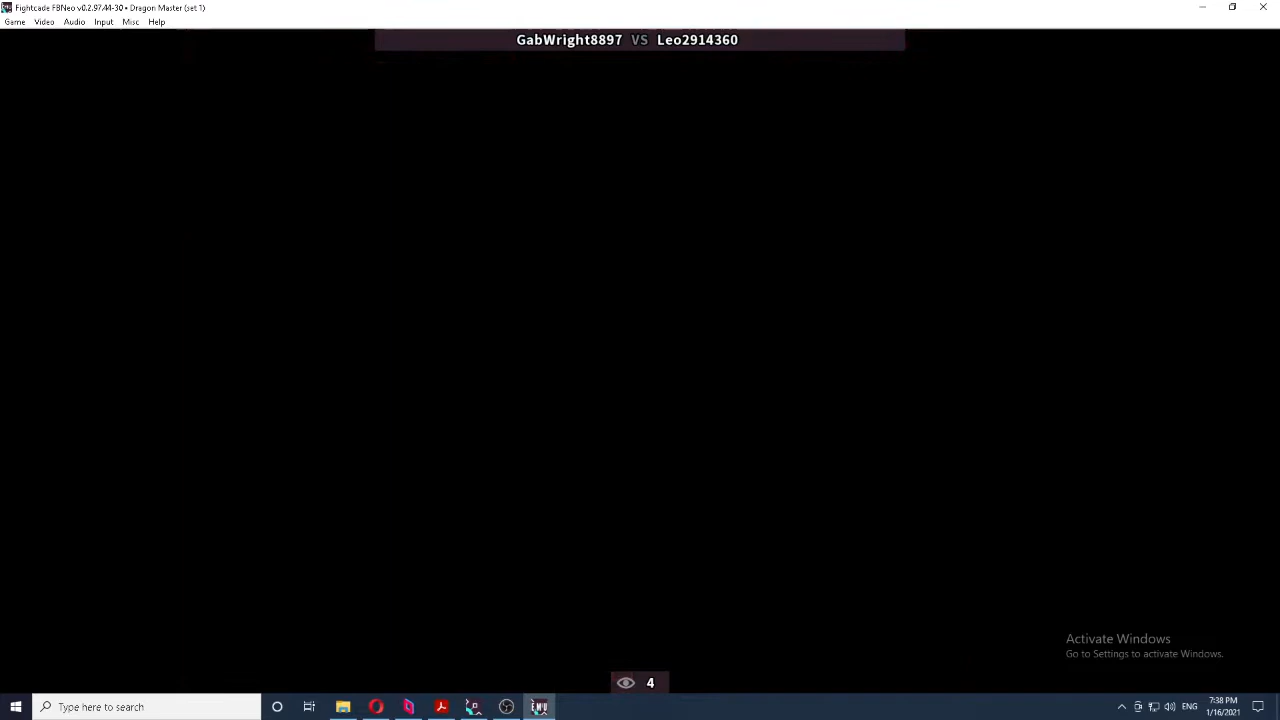 Fightcade FBNeo v0.2.97.44-30 • Dragon Master (set 1)
Game Video Audio Input Misc Help
GabWright8897 VS Leo2914360
Activate Windows
Go to Settings to activate Windows.
4
Type here to search
ENG
7:38 PM
1/16/2021